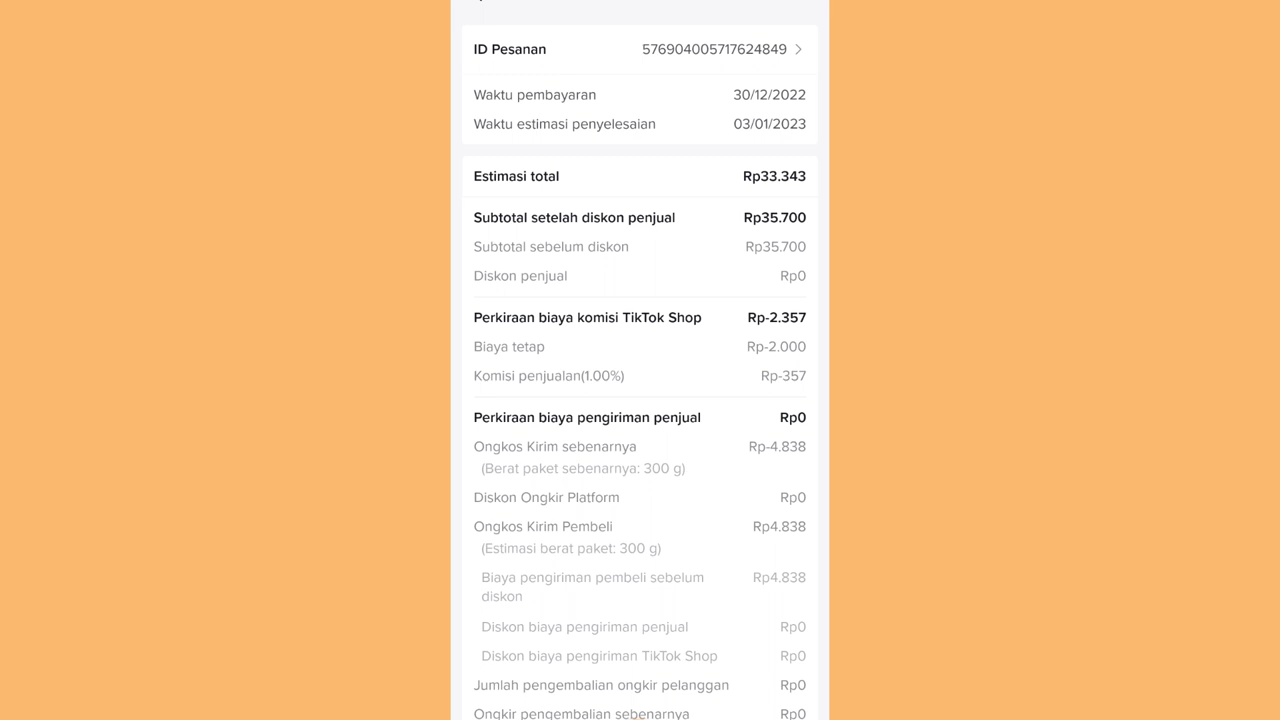 ID Pesanan 576904005717624849 >
Waktu pembayaran 30/12/2022
Waktu estimasi penyelesaian 03/01/2023
Estimasi total Rp33.343
Subtotal setelah diskon penjual Rp35.700
Subtotal sebelum diskon Rp35.700
Diskon penjual Rp0
Perkiraan biaya komisi TikTok Shop Rp-2.357
Biaya tetap Rp-2.000
Komisi penjualan(1.00%) Rp-357
Perkiraan biaya pengiriman penjual Rp0
Ongkos Kirim sebenarnya Rp-4.838
(Berat paket sebenarnya: 300 g)
Diskon Ongkir Platform Rp0
Ongkos Kirim Pembeli Rp4.838
(Estimasi berat paket: 300 g)
Biaya pengiriman pembeli sebelum Rp4.838
diskon
Diskon biaya pengiriman penjual Rp0
Diskon biaya pengiriman TikTok Shop Rp0
Jumlah pengembalian ongkir pelanggan Rp0
Ongkir pengembalian sebenarnya Rp0